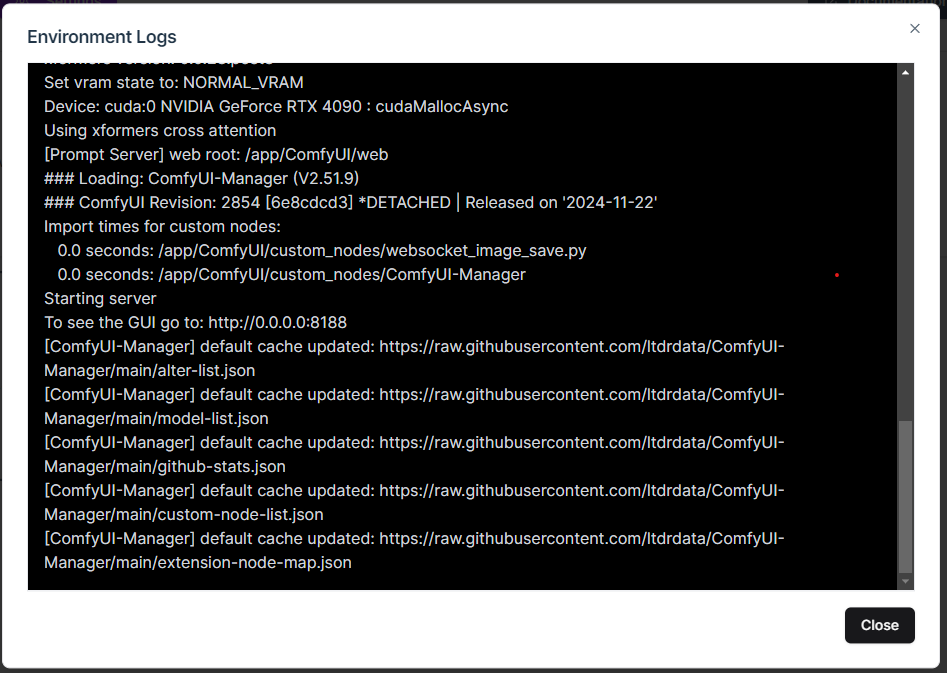 Environment Logs
Set vram state to: NORMAL_VRAM
Device: cuda:0 NVIDIA GeForce RTX 4090 : cudaMallocAsync
Using xformers cross attention
[Prompt Server] web root: /app/ComfyUI/web
### Loading: ComfyUI-Manager (V2.51.9)
### ComfyUI Revision: 2854 [6e8cdcd3] *DETACHED | Released on '2024-11-22'
Import times for custom nodes:
0.0 seconds: /app/ComfyUI/custom_nodes/websocket_image_save.py
0.0 seconds: /app/ComfyUI/custom_nodes/ComfyUI-Manager
Starting server
To see the GUI go to: http://0.0.0.0:8188
[ComfyUI-Manager] default cache updated: https://raw.githubusercontent.com/ltdrdata/ComfyUI-
Manager/main/alter-list.json
[ComfyUI-Manager] default cache updated: https://raw.githubusercontent.com/ltdrdata/ComfyUI-
Manager/main/model-list.json
[ComfyUI-Manager] default cache updated: https://raw.githubusercontent.com/ltdrdata/ComfyUI-
Manager/main/github-stats.json
[ComfyUI-Manager] default cache updated: https://raw.githubusercontent.com/ltdrdata/ComfyUI-
Manager/main/custom-node-list.json
[ComfyUI-Manager] default cache updated: https://raw.githubusercontent.com/ltdrdata/ComfyUI-
Manager/main/extension-node-map.json
Close